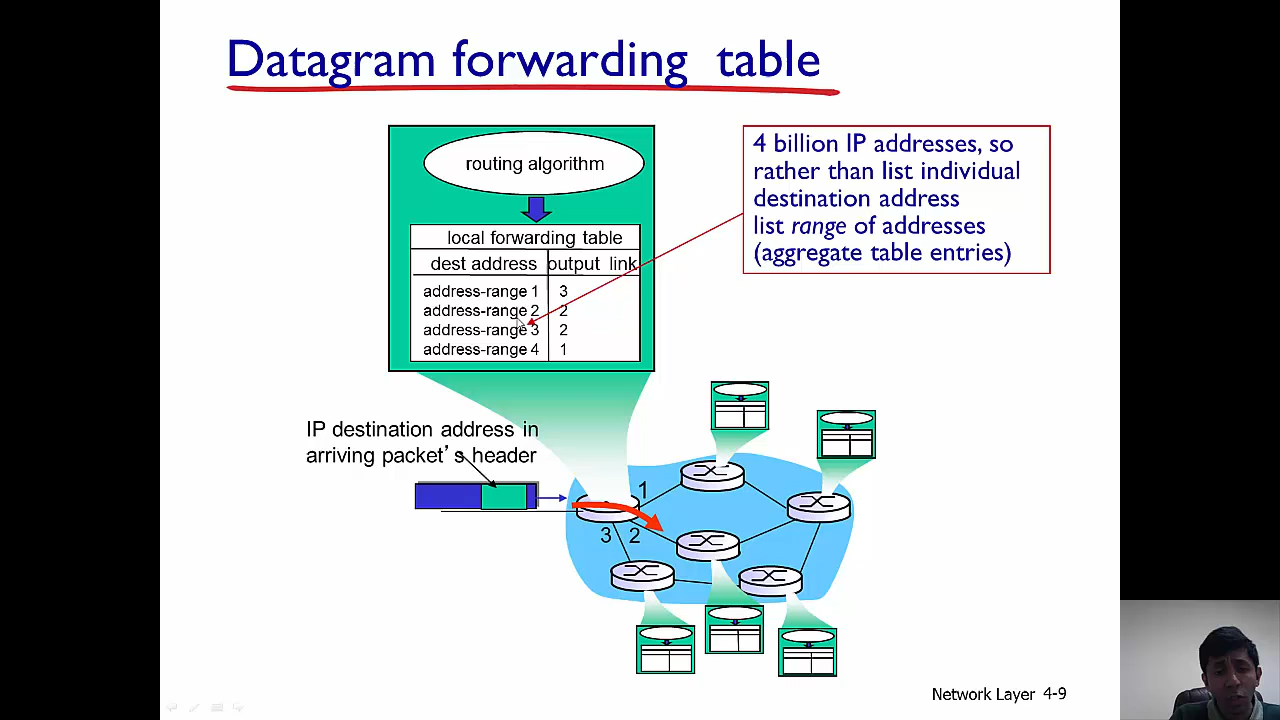 Datagram forwarding table
routing algorithm
local forwarding table
dest address output link
address-range 1 3
address-range 2 2
address-range 3 2
address-range 4 1
4 billion IP addresses, so
rather than list individual
destination address
list range of addresses
(aggregate table entries)
IP destination address in
arriving packet's header
1
3 2
Network Layer 4-9